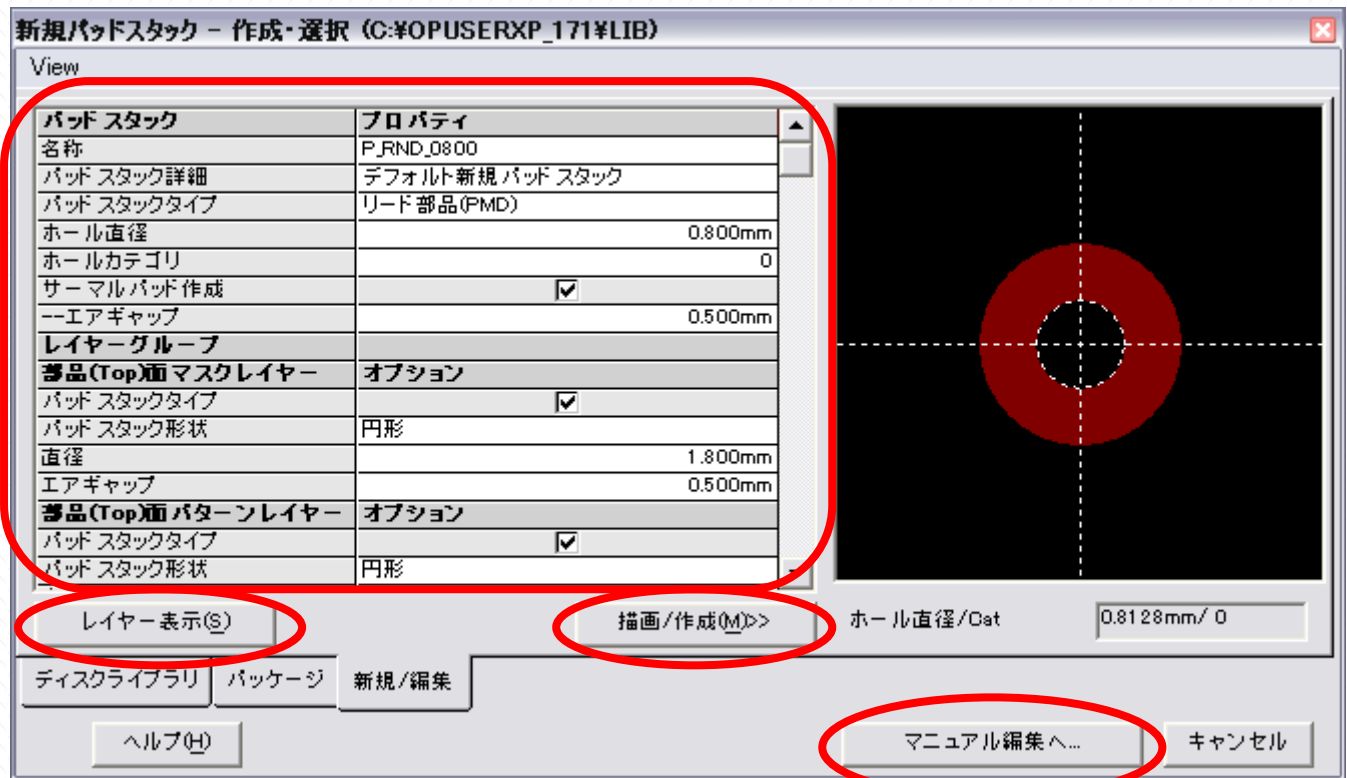 新規パッドスタック - 作成・選択 (C:¥OPUSERXP_171¥LIB)
View
パッド スタック プロパティ
名称 P_RND_0800
パッド スタック詳細 デフォルト新規 パッド スタック
パッド スタックタイプ リード部品(PMD)
ホール直径 0.800mm
ホールカテゴリ 0
サーマルパッド作成
--エアギャップ 0.500mm
レイヤーグループ
部品(Top)面 マスクレイヤー オプション
パッド スタックタイプ
パッド スタック形状 円形
直径 1.800mm
エアギャップ 0.500mm
部品(Top)面 パターンレイヤー オプション
パッド スタックタイプ
パッド スタック形状 円形
レイヤー表示(S) 描画/作成(M)>> ホール直径/Cat 0.8128mm/ 0
ディスクライブラリ パッケージ 新規/編集
ヘルプ(H) マニュアル編集へ... キャンセル